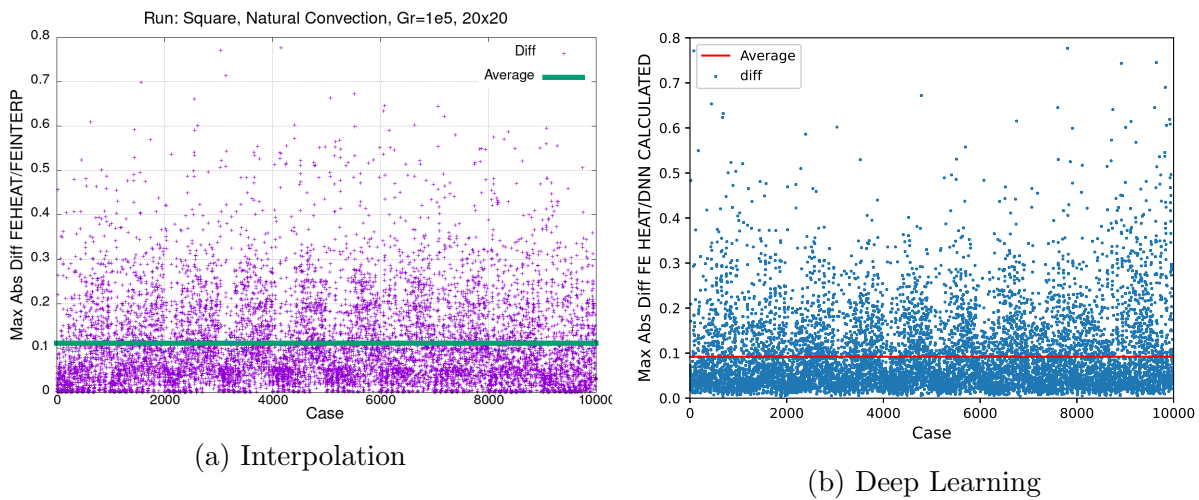 Run: Square, Natural Convection, Gr=1e5, 20x20
Max Abs Diff FEHEAT/FEINTERP
0.8
0.7
0.6
0.5
0.4
0.3
0.2
0.1
0
Diff
Average
0 2000 4000 6000 8000 10000
Case
(a) Interpolation
Max Abs Diff FE HEAT/DNN CALCULATED
0.8
0.7
0.6
0.5
0.4
0.3
0.2
0.1
0.0
Average
diff
0 2000 4000 6000 8000 10000
Case
(b) Deep Learning